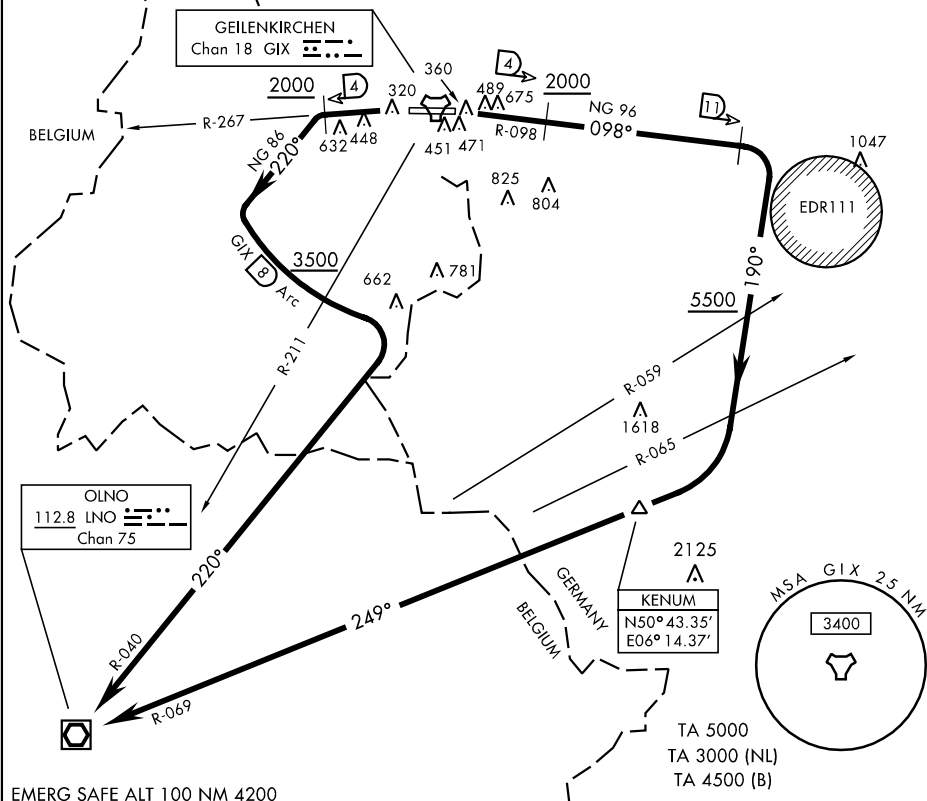 GEILENKIRCHEN
Chan 18 GIX
360
4
2000
4
320
489
675
2000
NG 96
11
BELGIUM
R-267
632
448
451
471
R-098
098°
1047
NG 86
220°
825
804
EDR111
GIX 8 Arc
3500
662
781
190°
5500
R-211
R-059
1618
R-065
OLNO
112.8 LNO
Chan 75
220°
2125
GERMANY
BELGIUM
KENUM
N50° 43.35'
E06° 14.37'
249°
MSA GIX 25 NM
3400
R-040
R-069
TA 5000
TA 3000 (NL)
TA 4500 (B)
EMERG SAFE ALT 100 NM 4200